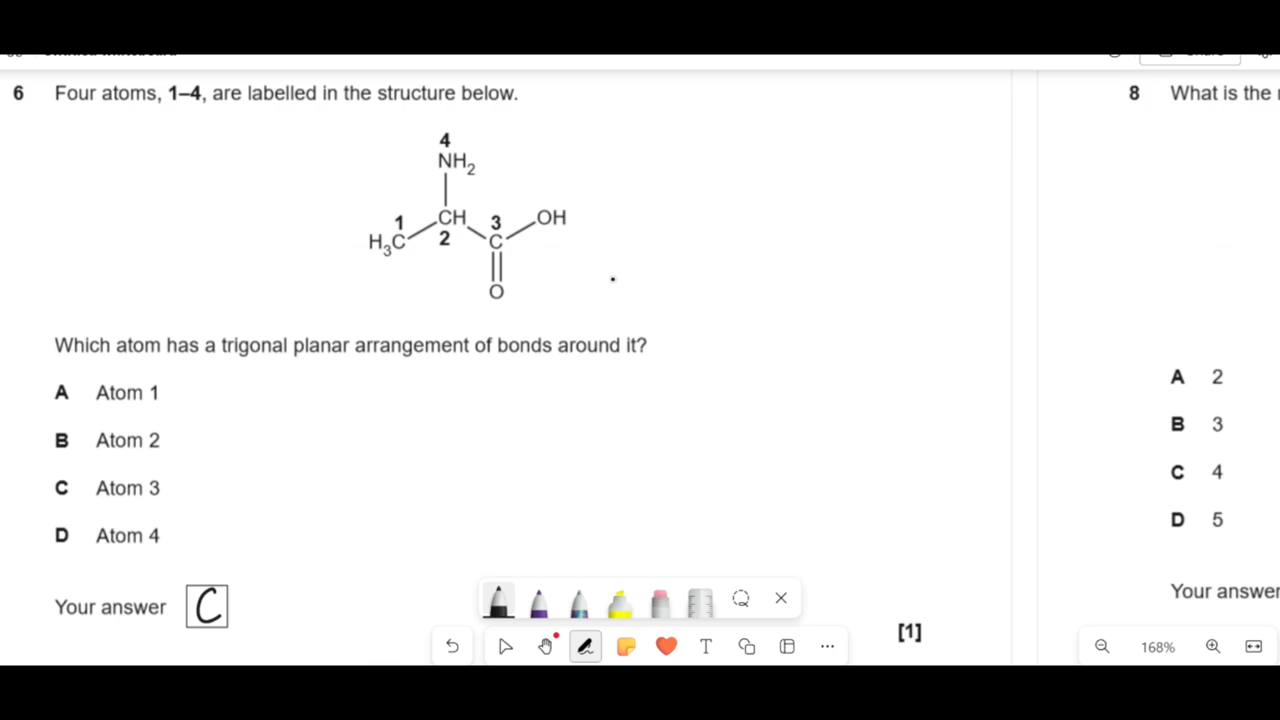 6 Four atoms, 1–4, are labelled in the structure below.
4
NH2
1 CH 3 OH
H3C 2 C
O
Which atom has a trigonal planar arrangement of bonds around it?
A Atom 1
B Atom 2
C Atom 3
D Atom 4
Your answer C
[1]
8 What is the
A 2
B 3
C 4
D 5
Your answer
T
168%